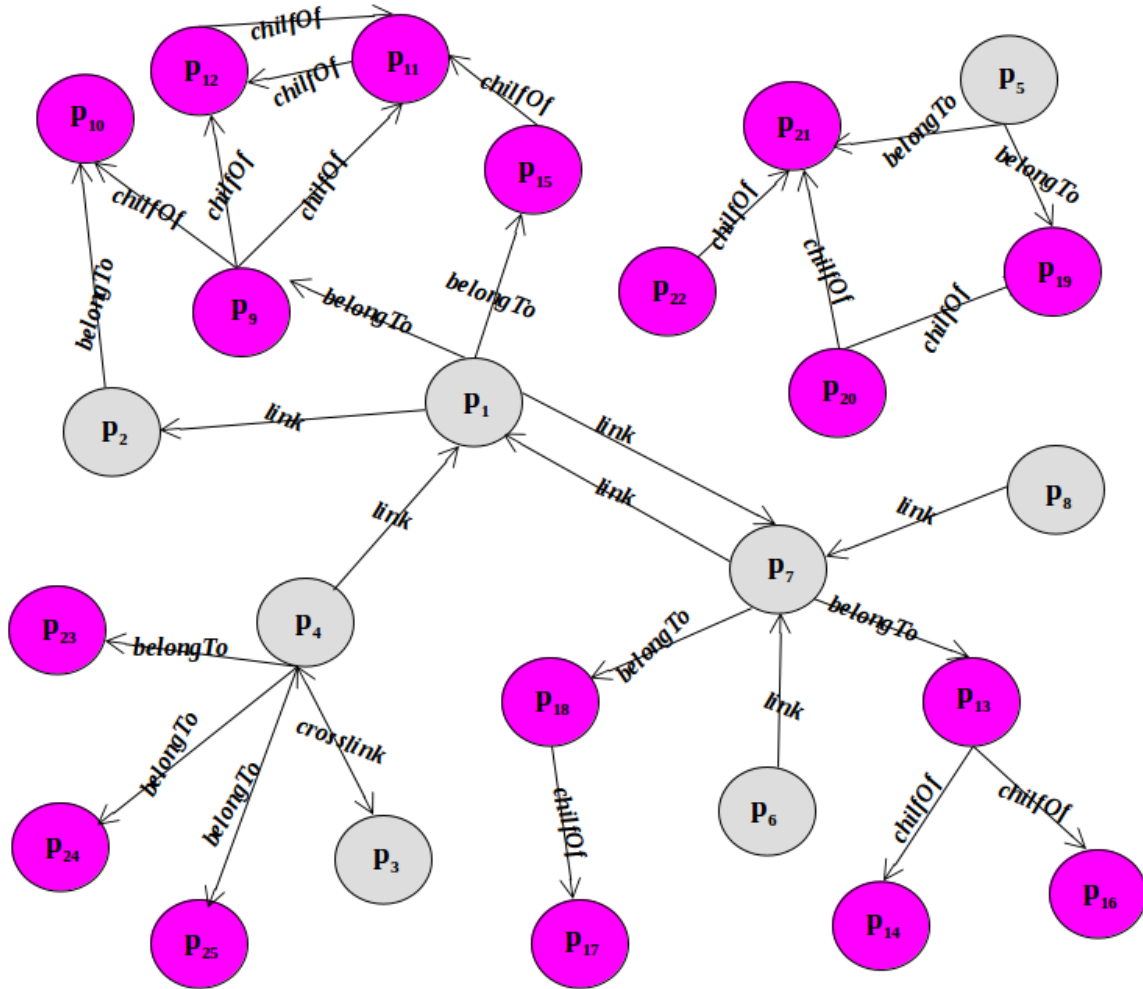 chilfOf
p12
p11
chilfOf
chilfOf
p5
p10
p21
belongTo
p15
chilfOf
chilfOf
chilfOf
belongTo
chilfOf
chilfOf
p22
chilfOf
p19
belongTo
p9
belongTo
belongTo
chilfOf
p20
p1
link
p2
link
link
p8
link
link
p7
p23
belongTo
p4
belongTo
belongTo
p18
p13
link
crosslink
belongTo
belongTo
chilfOf
chilfOf
chilfOf
p24
p3
p6
p14
p16
p25
p17